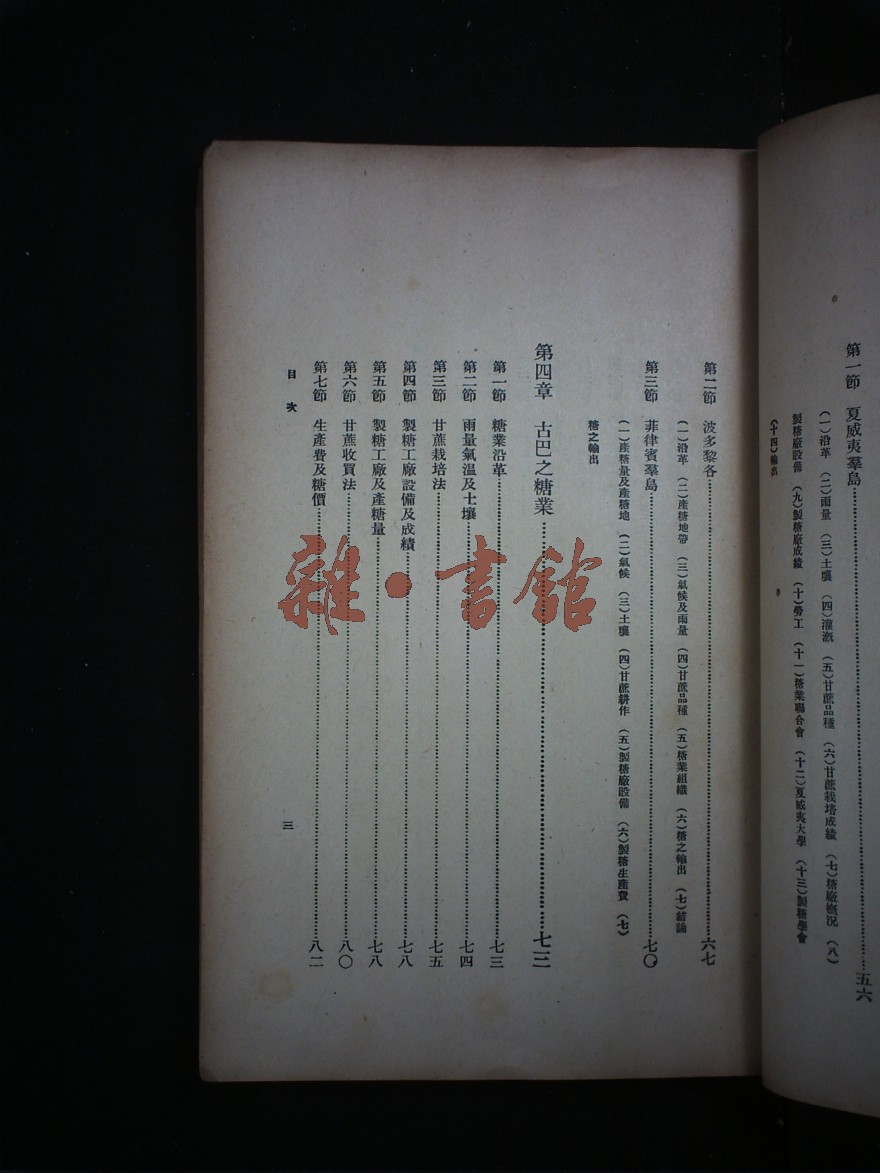 第一節　夏威夷羣島…………五六
（一）沿革　（二）雨量　（三）土壤　（四）灌漑　（五）甘蔗品種　（六）甘蔗栽培成績　（七）糖廠槪況　（八）
製糖廠設備　（九）製糖廠成績　（十）勞工　（十一）糖業聯合會　（十二）夏威夷大學　（十三）製糖學會
（十四）輸出
第二節　波多黎各…………六七
（一）沿革　（二）產糖地帶　（三）氣候及雨量　（四）甘蔗品種　（五）糖業組織　（六）糖之輸出　（七）結論
第三節　菲律賓羣島…………七〇
（一）產糖量及產糖地　（二）氣候　（三）土壤　（四）甘蔗耕作　（五）製糖廠設備　（六）製糖生產費　（七）
糖之輸出
第四章　古巴之糖業…………七三
第一節　糖業沿革…………七三
第二節　雨量氣溫及土壤…………七四
第三節　甘蔗栽培法…………七五
第四節　製糖工廠設備及成績…………七八
第五節　製糖工廠及產糖量…………七八
第六節　甘蔗收買法…………八〇
第七節　生產費及糖價…………八二
目次
三
雜·書館